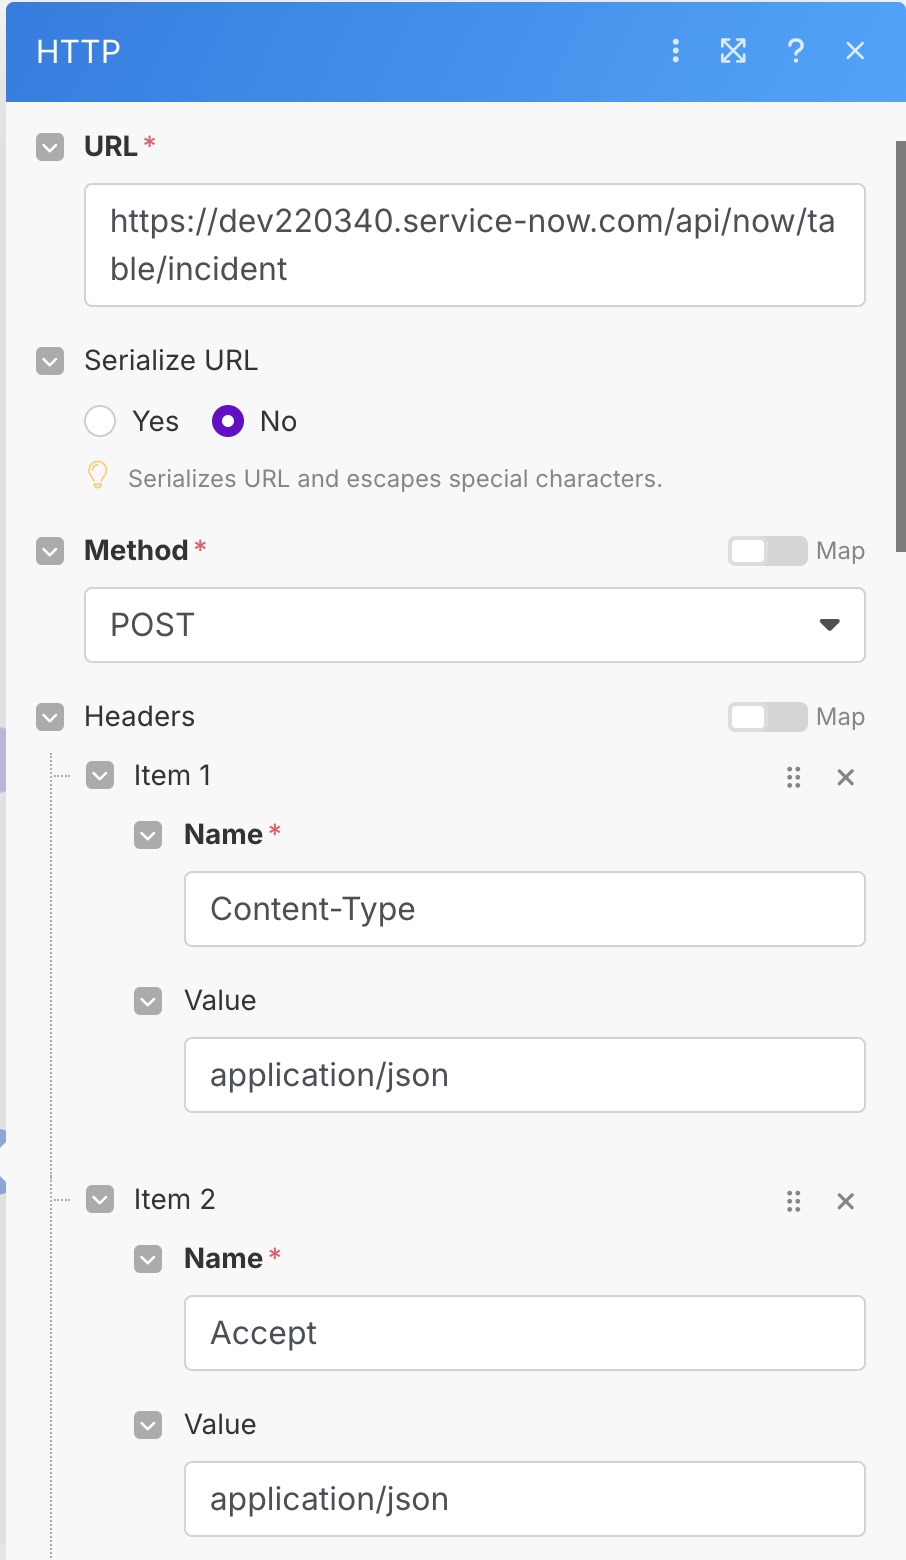 HTTP
URL *
https://dev220340.service-now.com/api/now/ta
ble/incident
Serialize URL
Yes No
Serializes URL and escapes special characters.
Method * Map
POST
Headers Map
Item 1
Name *
Content-Type
Value
application/json
Item 2
Name *
Accept
Value
application/json